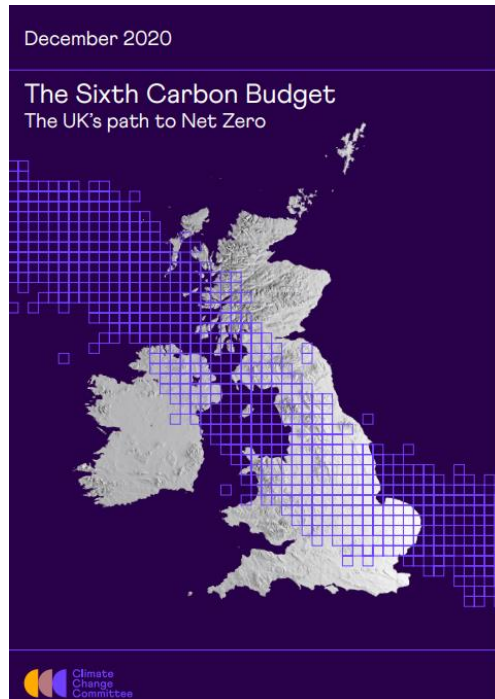 December 2020
The Sixth Carbon Budget
The UK's path to Net Zero
Climate
Change
Committee